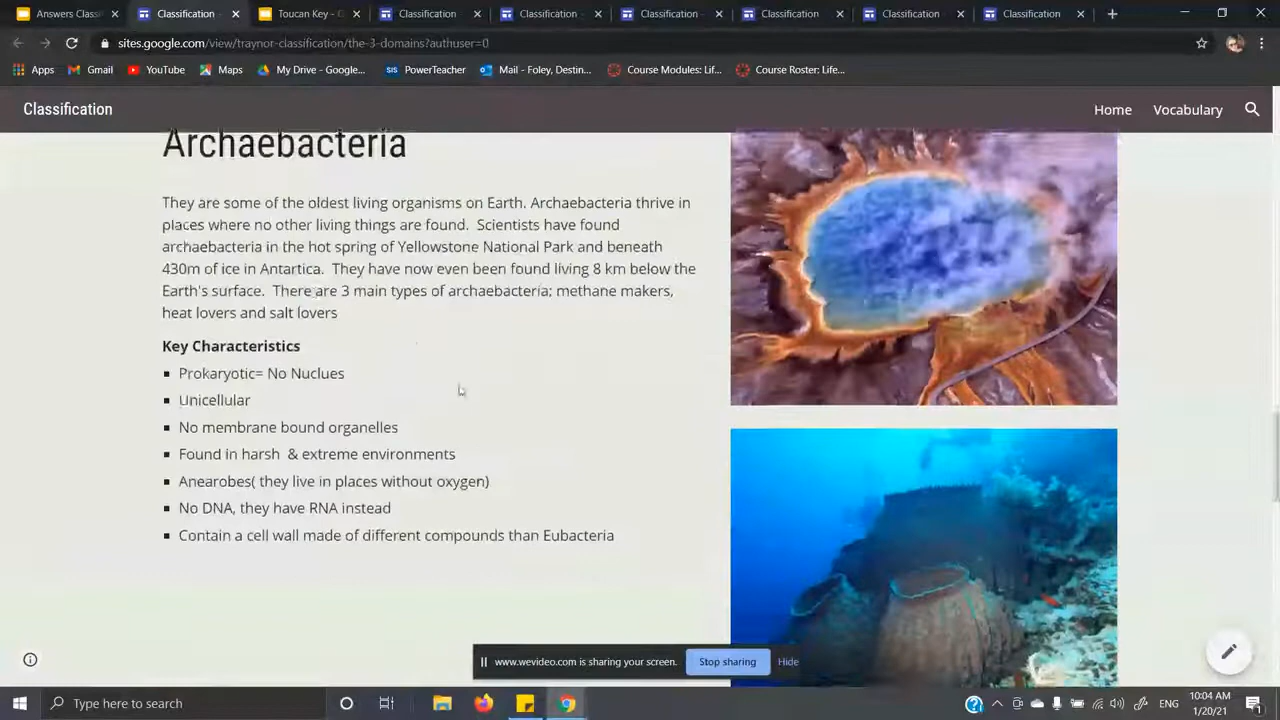 Answers Classi
Classification
Toucan Key - G
Classification
Classification
Classification
Classification
Classification
Classification
sites.google.com/view/traynor-classification/the-3-domains?authuser=0
Apps
Gmail
YouTube
Maps
My Drive - Google...
SIS
PowerTeacher
Mail - Foley, Destin...
Course Modules: Lif...
Course Roster: Life...
Classification
Home
Vocabulary
Archaebacteria
They are some of the oldest living organisms on Earth. Archaebacteria thrive in
places where no other living things are found. Scientists have found
archaebacteria in the hot spring of Yellowstone National Park and beneath
430m of ice in Antartica. They have now even been found living 8 km below the
Earth's surface. There are 3 main types of archaebacteria; methane makers,
heat lovers and salt lovers
Key Characteristics
Prokaryotic= No Nuclues
Unicellular
No membrane bound organelles
Found in harsh & extreme environments
Anearobes( they live in places without oxygen)
No DNA, they have RNA instead
Contain a cell wall made of different compounds than Eubacteria
www.wevideo.com is sharing your screen.
Stop sharing
Hide
Type here to search
ENG
10:04 AM
1/20/21